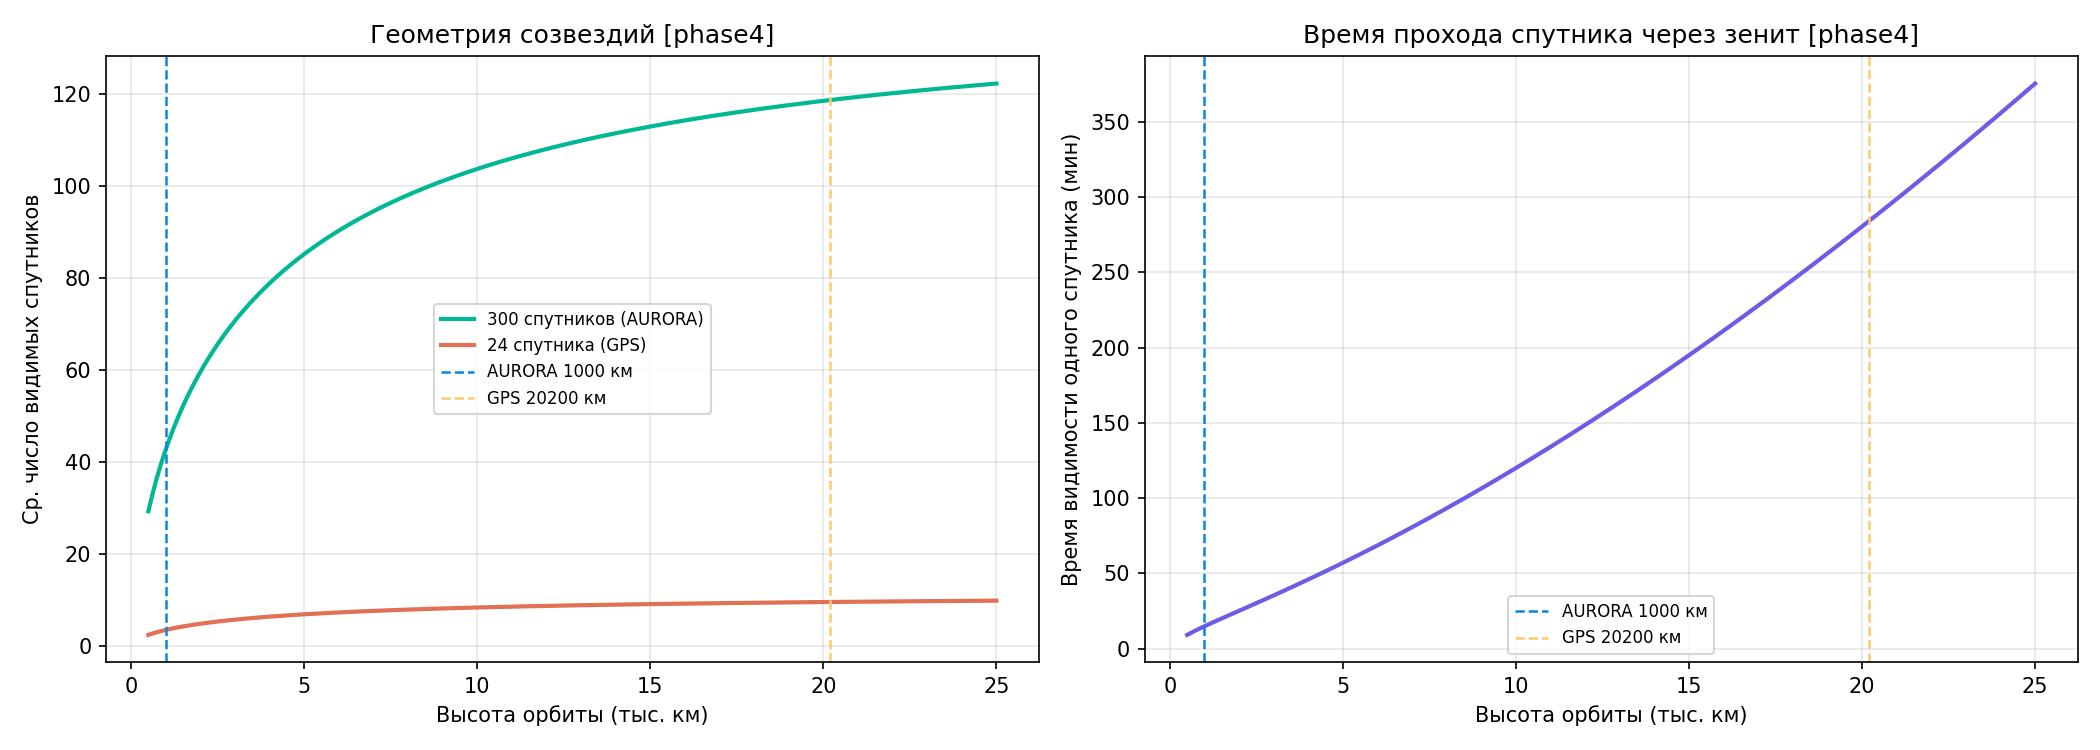 Геометрия созвездий [phase4]
Ср. число видимых спутников
120
100
80
60
40
20
0
300 спутников (AURORA)
24 спутника (GPS)
AURORA 1000 км
GPS 20200 км
0 5 10 15 20 25
Высота орбиты (тыс. км)
Время прохода спутника через зенит [phase4]
Время видимости одного спутника (мин)
350
300
250
200
150
100
50
0
AURORA 1000 км
GPS 20200 км
0 5 10 15 20 25
Высота орбиты (тыс. км)